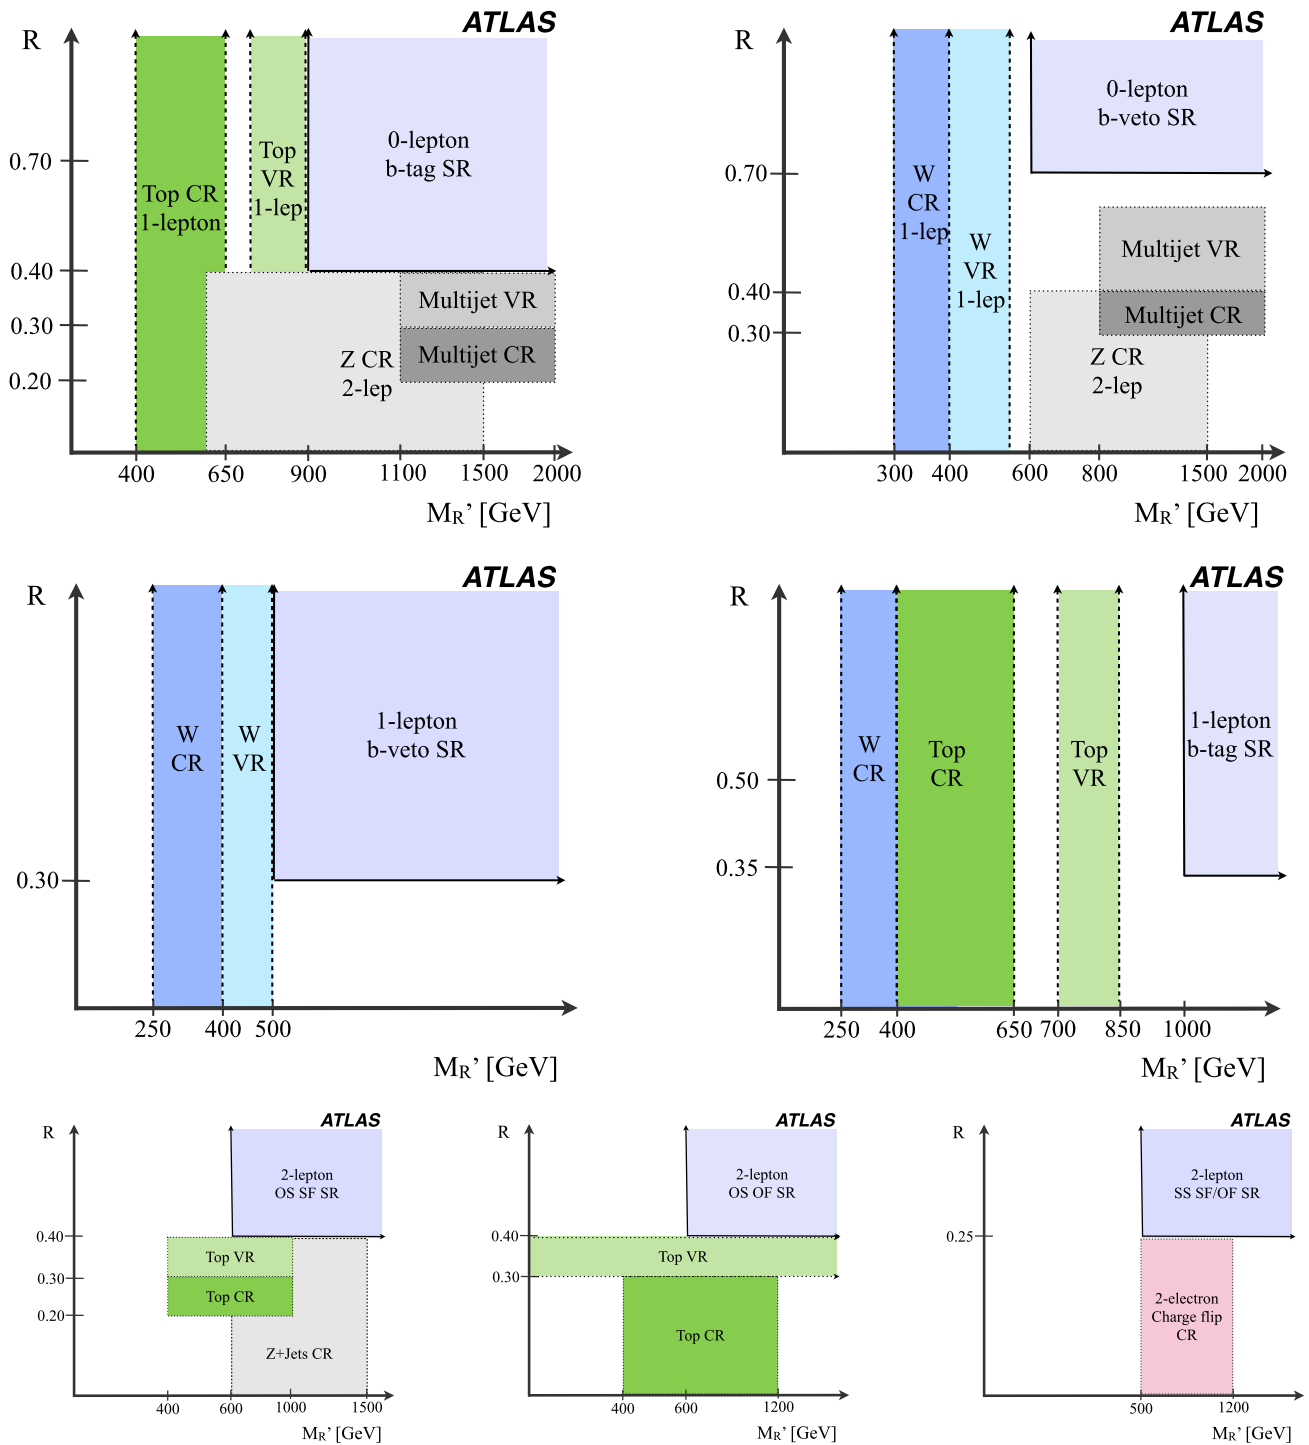 ATLAS
R
0-lepton
b-tag SR
Top
VR
1-lep
0.70
Top CR
1-lepton
0.40
Multijet VR
0.30
Z CR
2-lep
Multijet CR
0.20
400 650 900 1100 1500 2000
MR’ [GeV]
ATLAS
R
0-lepton
b-veto SR
0.70
W
CR
1-lep
W
VR
1-lep
Multijet VR
0.40
Multijet CR
0.30
Z CR
2-lep
300 400 600 800 1500 2000
MR’ [GeV]
ATLAS
R
W
CR
W
VR
1-lepton
b-veto SR
0.30
250 400 500
MR’ [GeV]
ATLAS
R
W
CR
Top
CR
Top
VR
1-lepton
b-tag SR
0.50
0.35
250 400 650 700 850 1000
MR’ [GeV]
ATLAS
R
2-lepton
OS SF SR
0.40
Top VR
0.30
Top CR
0.20
Z+Jets CR
400 600 1000 1500
MR’ [GeV]
ATLAS
R
2-lepton
OS OF SR
0.40
Top VR
0.30
Top CR
400 600 1200
MR’ [GeV]
ATLAS
R
2-lepton
SS SF/OF SR
0.25
2-electron
Charge flip
CR
500 1200
MR’ [GeV]